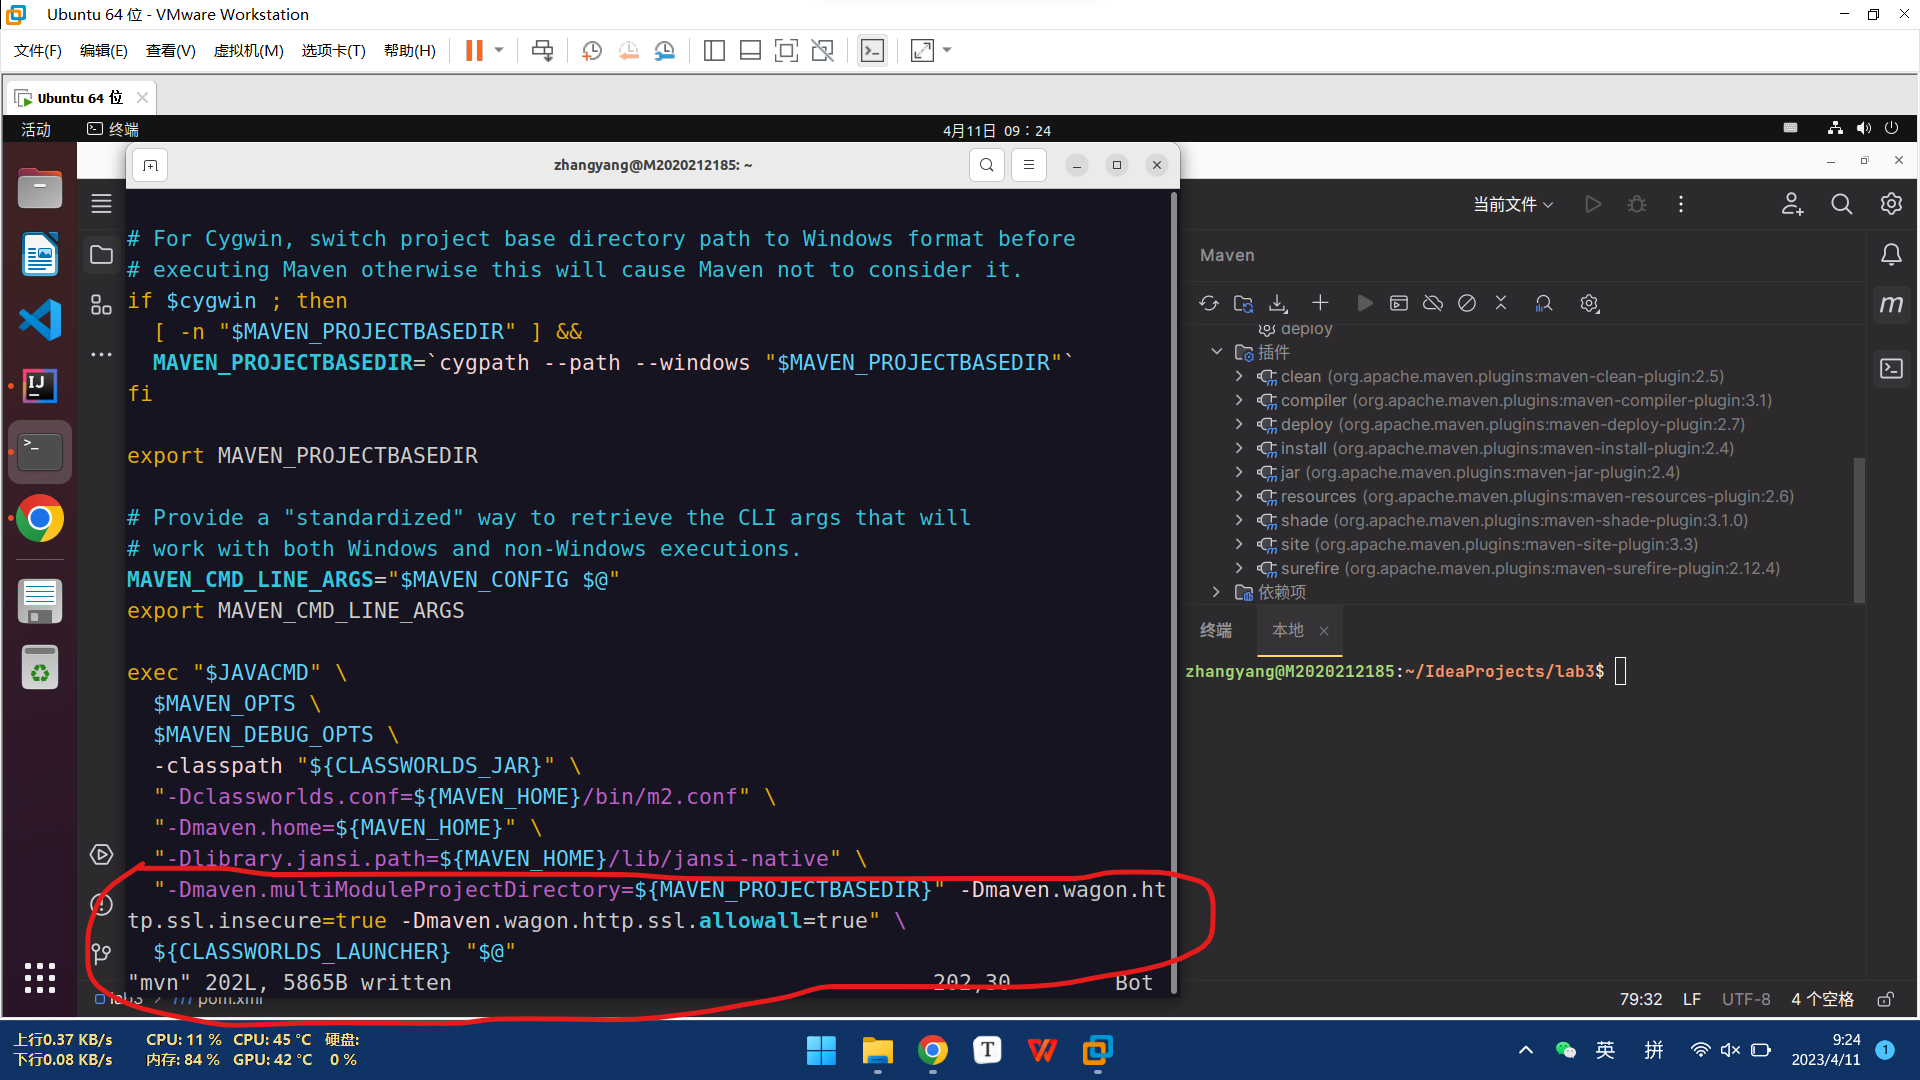 Ubuntu 64 位 - VMware Workstation
文件(F) 编辑(E) 查看(V) 虚拟机(M) 选项卡(T) 帮助(H)
Ubuntu 64 位
活动 终端 4月11日 09：24
zhangyang@M2020212185: ~
# For Cygwin, switch project base directory path to Windows format before
# executing Maven otherwise this will cause Maven not to consider it.
if $cygwin ; then
  [ -n "$MAVEN_PROJECTBASEDIR" ] &&
  MAVEN_PROJECTBASEDIR=`cygpath --path --windows "$MAVEN_PROJECTBASEDIR"`
fi
export MAVEN_PROJECTBASEDIR
# Provide a "standardized" way to retrieve the CLI args that will
# work with both Windows and non-Windows executions.
MAVEN_CMD_LINE_ARGS="$MAVEN_CONFIG $@"
export MAVEN_CMD_LINE_ARGS
exec "$JAVACMD" \
  $MAVEN_OPTS \
  $MAVEN_DEBUG_OPTS \
  -classpath "${CLASSWORLDS_JAR}" \
  "-Dclassworlds.conf=${MAVEN_HOME}/bin/m2.conf" \
  "-Dmaven.home=${MAVEN_HOME}" \
  "-Dlibrary.jansi.path=${MAVEN_HOME}/lib/jansi-native" \
  "-Dmaven.multiModuleProjectDirectory=${MAVEN_PROJECTBASEDIR}" -Dmaven.wagon.ht
tp.ssl.insecure=true -Dmaven.wagon.http.ssl.allowall=true" \
  ${CLASSWORLDS_LAUNCHER} "$@"
"mvn" 202L, 5865B written 202,30 Bot
当前文件
Maven
deploy
插件
clean (org.apache.maven.plugins:maven-clean-plugin:2.5)
compiler (org.apache.maven.plugins:maven-compiler-plugin:3.1)
deploy (org.apache.maven.plugins:maven-deploy-plugin:2.7)
install (org.apache.maven.plugins:maven-install-plugin:2.4)
jar (org.apache.maven.plugins:maven-jar-plugin:2.4)
resources (org.apache.maven.plugins:maven-resources-plugin:2.6)
shade (org.apache.maven.plugins:maven-shade-plugin:3.1.0)
site (org.apache.maven.plugins:maven-site-plugin:3.3)
surefire (org.apache.maven.plugins:maven-surefire-plugin:2.12.4)
依赖项
终端 本地
zhangyang@M2020212185:~/IdeaProjects/lab3$
lab3 pom.xml
79:32 LF UTF-8 4 个空格
上行0.37 KB/s CPU: 11 % CPU: 45 °C 硬盘:
下行0.08 KB/s 内存: 84 % GPU: 42 °C 0 %
英 拼 9:24
2023/4/11 1